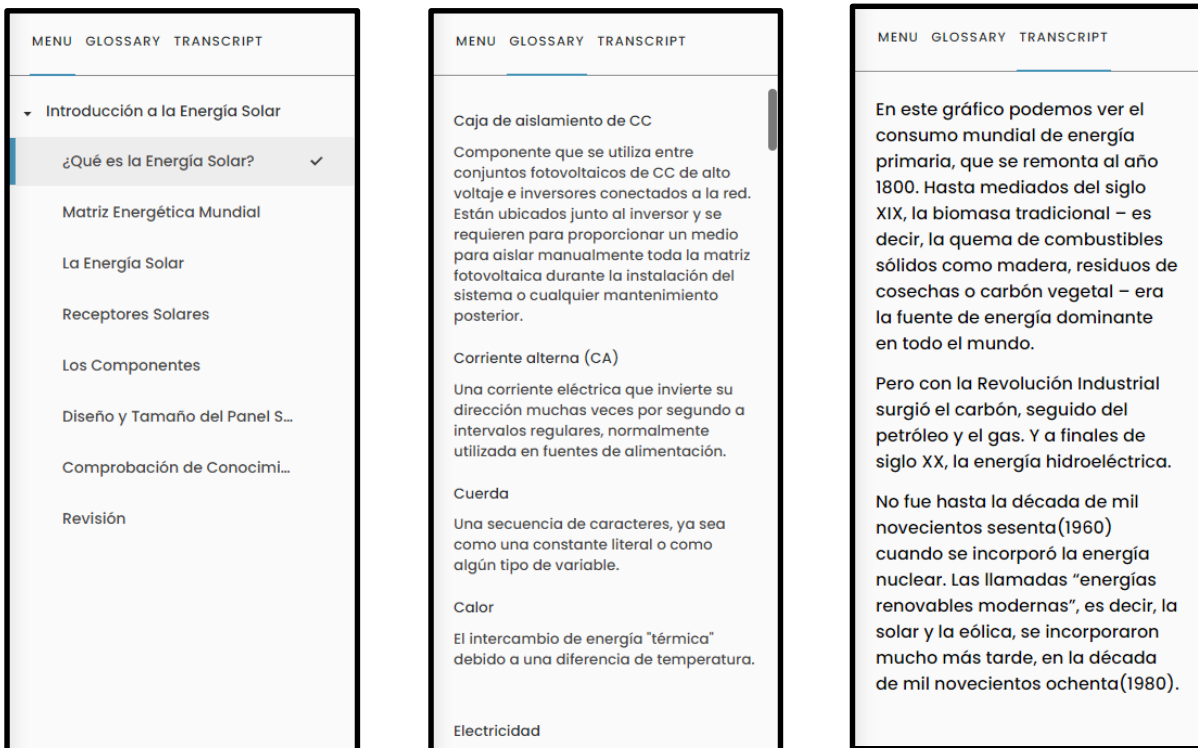 MENU GLOSSARY TRANSCRIPT
Introducción a la Energía Solar
¿Qué es la Energía Solar?
Matriz Energética Mundial
La Energía Solar
Receptores Solares
Los Componentes
Diseño y Tamaño del Panel S...
Comprobación de Conocimi...
Revisión
MENU GLOSSARY TRANSCRIPT
Caja de aislamiento de CC
Componente que se utiliza entre
conjuntos fotovoltaicos de CC de alto
voltaje e inversores conectados a la red.
Están ubicados junto al inversor y se
requieren para proporcionar un medio
para aislar manualmente toda la matriz
fotovoltaica durante la instalación del
sistema o cualquier mantenimiento
posterior.
Corriente alterna (CA)
Una corriente eléctrica que invierte su
dirección muchas veces por segundo a
intervalos regulares, normalmente
utilizada en fuentes de alimentación.
Cuerda
Una secuencia de caracteres, ya sea
como una constante literal o como
algún tipo de variable.
Calor
El intercambio de energía "térmica"
debido a una diferencia de temperatura.
Electricidad
MENU GLOSSARY TRANSCRIPT
En este gráfico podemos ver el
consumo mundial de energía
primaria, que se remonta al año
1800. Hasta mediados del siglo
XIX, la biomasa tradicional – es
decir, la quema de combustibles
sólidos como madera, residuos de
cosechas o carbón vegetal – era
la fuente de energía dominante
en todo el mundo.
Pero con la Revolución Industrial
surgió el carbón, seguido del
petróleo y el gas. Y a finales de
siglo XX, la energía hidroeléctrica.
No fue hasta la década de mil
novecientos sesenta(1960)
cuando se incorporó la energía
nuclear. Las llamadas “energías
renovables modernas”, es decir, la
solar y la eólica, se incorporaron
mucho más tarde, en la década
de mil novecientos ochenta(1980).